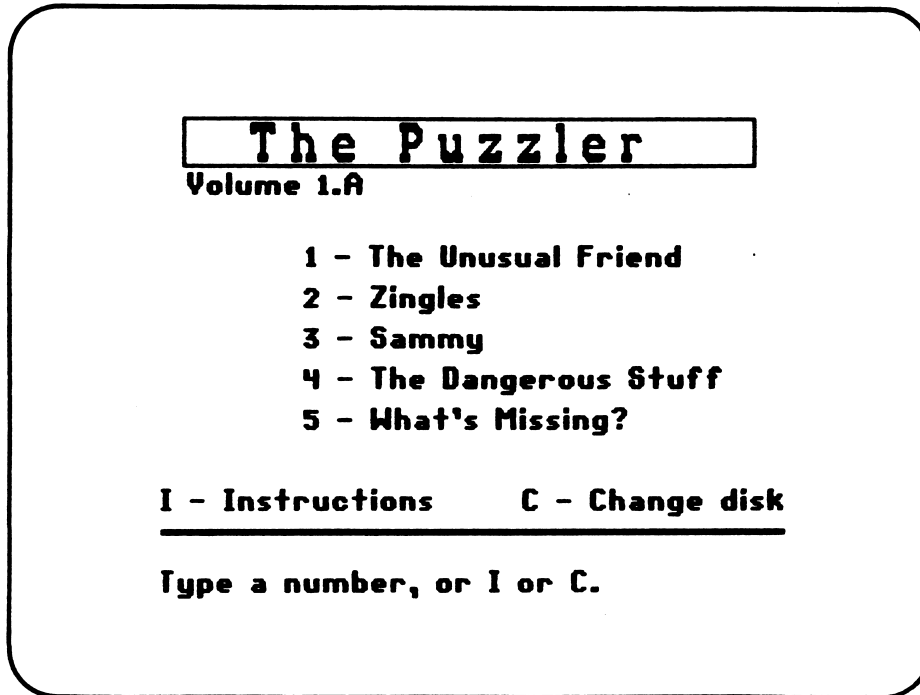 The Puzzler
Volume 1.A
1 - The Unusual Friend
2 - Zingles
3 - Sammy
4 - The Dangerous Stuff
5 - What's Missing?
I - Instructions C - Change disk
Type a number, or I or C.